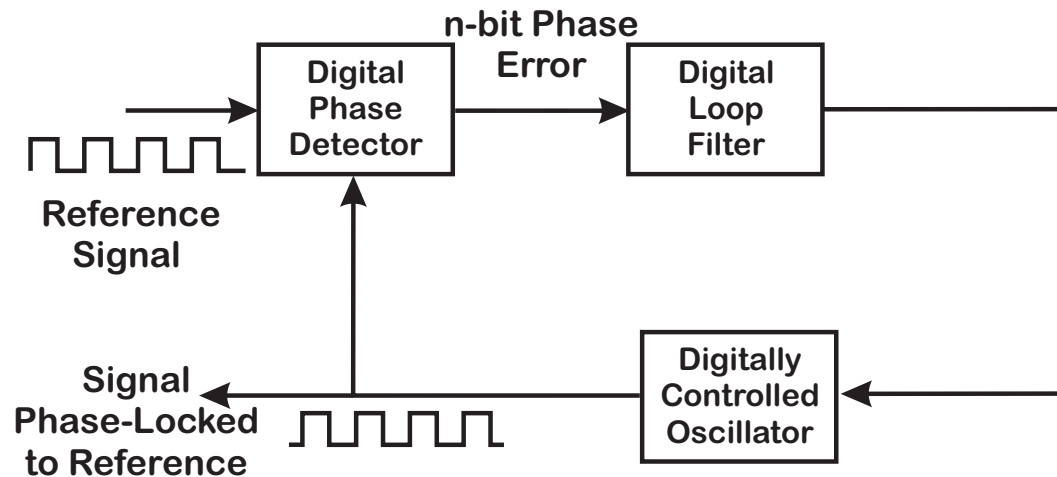 n-bit Phase
Error
Digital
Phase
Detector
Digital
Loop
Filter
Reference
Signal
Digitally
Controlled
Oscillator
Signal
Phase-Locked
to Reference